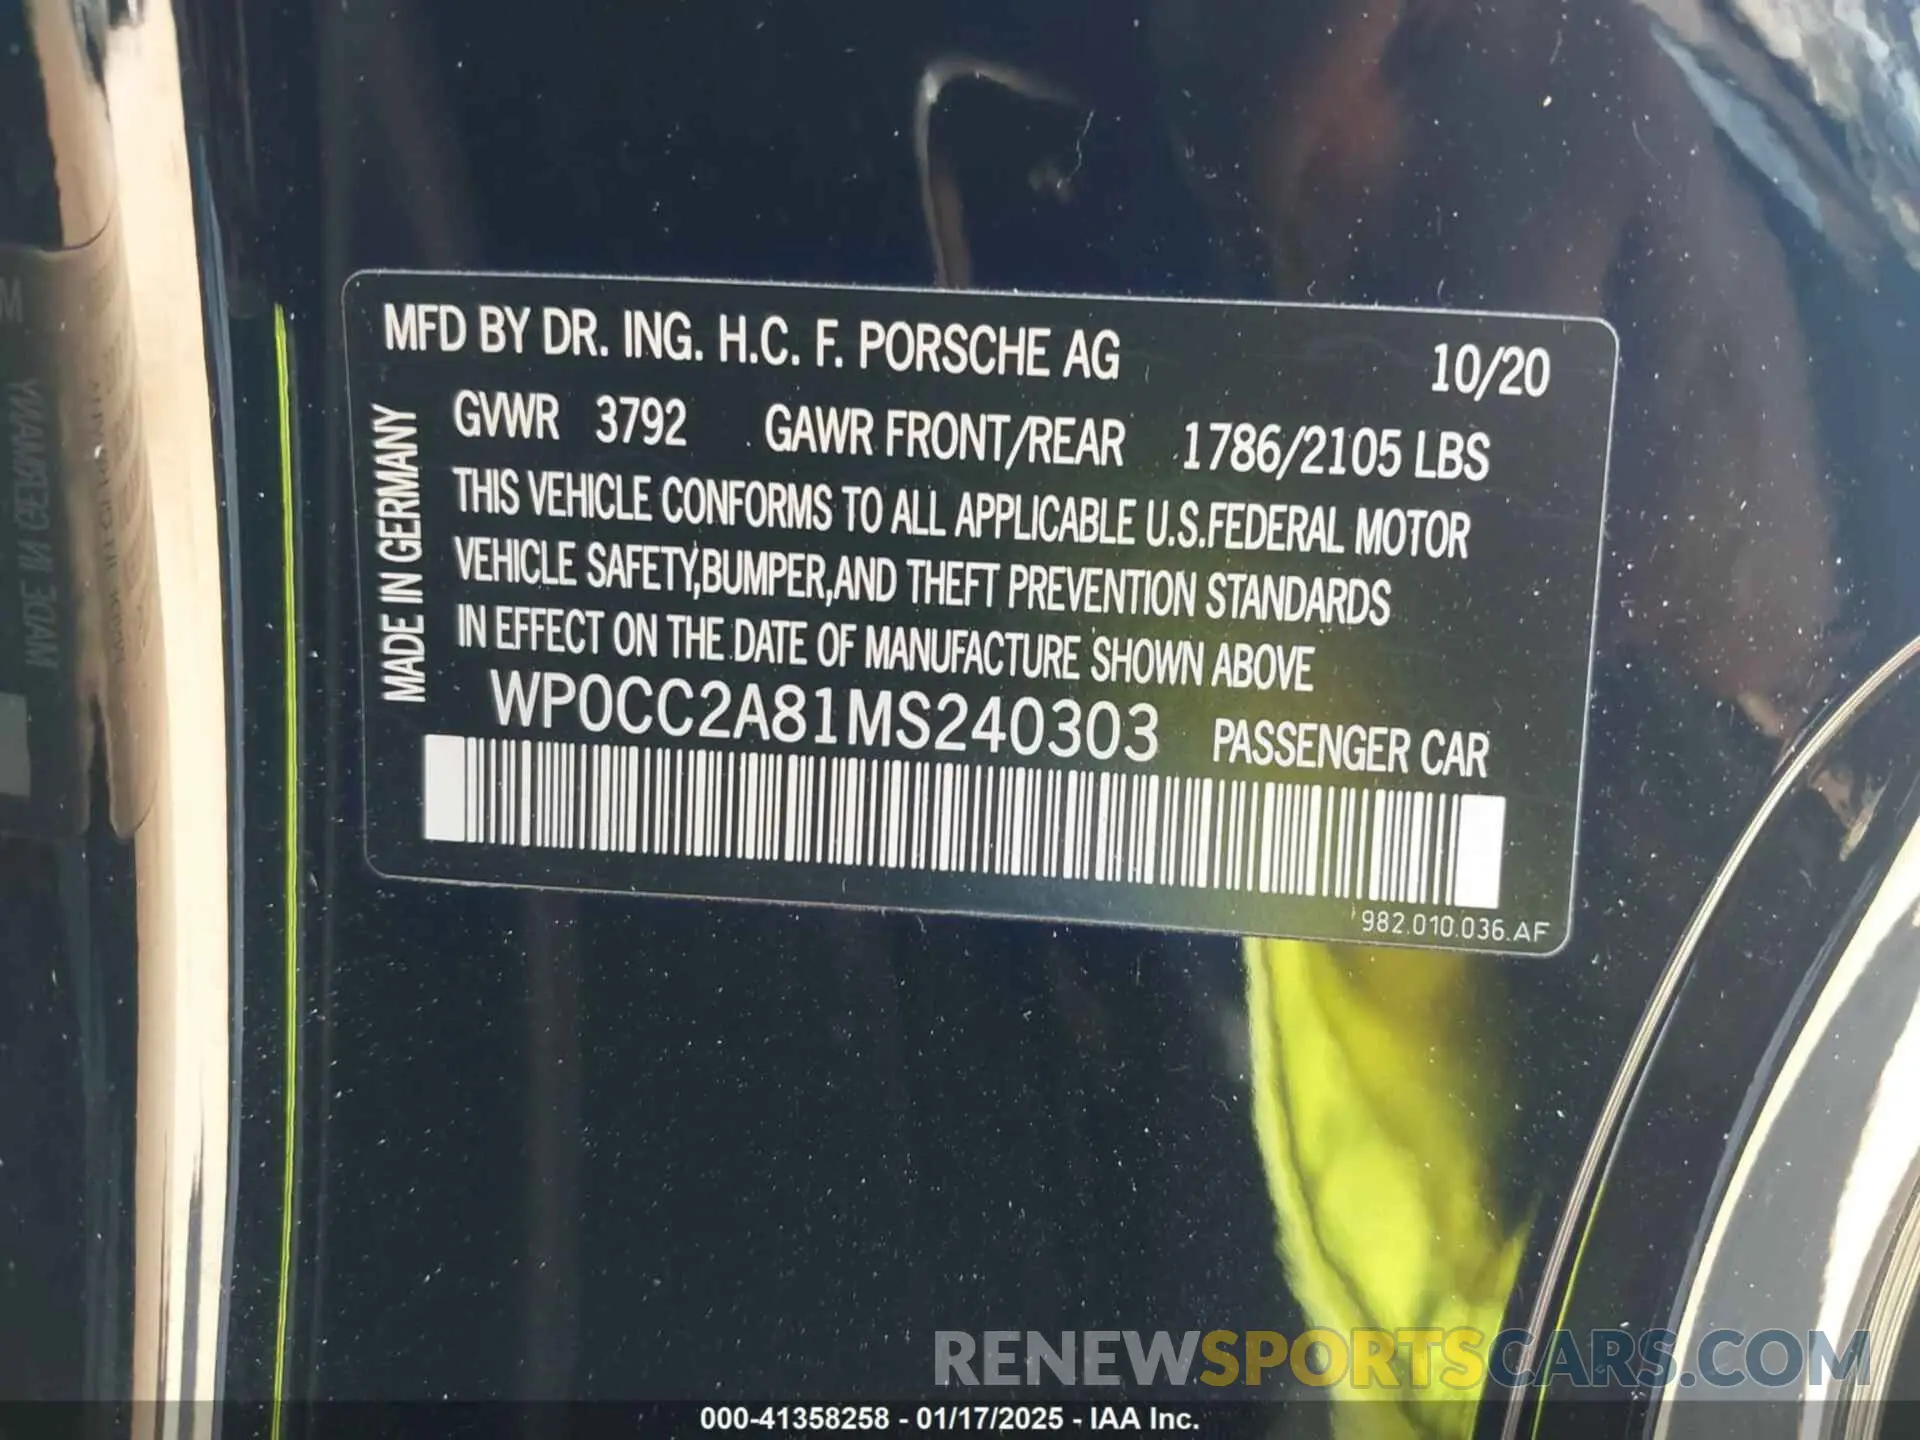 MFD BY DR. ING. H.C. F. PORSCHE AG 10/20
GVWR 3792 GAWR FRONT/REAR 1786/2105 LBS
THIS VEHICLE CONFORMS TO ALL APPLICABLE U.S.FEDERAL MOTOR
VEHICLE SAFETY,BUMPER,AND THEFT PREVENTION STANDARDS
IN EFFECT ON THE DATE OF MANUFACTURE SHOWN ABOVE
MADE IN GERMANY
WP0CC2A81MS240303 PASSENGER CAR
982.010.036.AF
MADE IN GERMANY
RENEWSPORTSCARS.COM
000-41358258 - 01/17/2025 - IAA Inc.